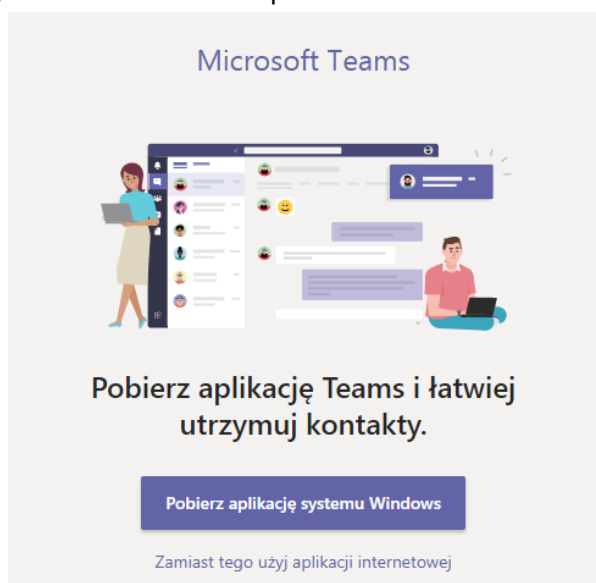 Microsoft Teams
Pobierz aplikację Teams i łatwiej
utrzymuj kontakty.
Pobierz aplikację systemu Windows
Zamiast tego użyj aplikacji internetowej